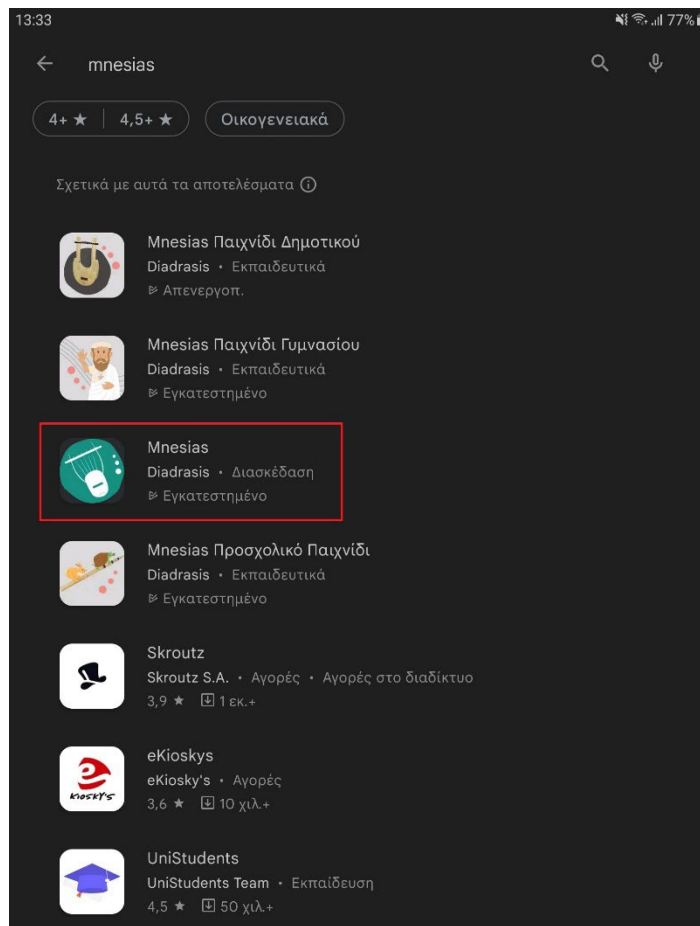 13:33 77%
mnesias
4+ ★ 4,5+ ★ Οικογενειακά
Σχετικά με αυτά τα αποτελέσματα
Mnesias Παιχνίδι Δημοτικού
Diadrasis • Εκπαιδευτικά
Απενεργοπ.
Mnesias Παιχνίδι Γυμνασίου
Diadrasis • Εκπαιδευτικά
Εγκατεστημένο
Mnesias
Diadrasis • Διασκέδαση
Εγκατεστημένο
Mnesias Προσχολικό Παιχνίδι
Diadrasis • Εκπαιδευτικά
Εγκατεστημένο
Skroutz
Skroutz S.A. • Αγορές • Αγορές στο διαδίκτυο
3,9 ★ 1 εκ.+
eKioskys
eKiosky's • Αγορές
3,6 ★ 10 χιλ.+
KIOSKY'S
UniStudents
UniStudents Team • Εκπαίδευση
4,5 ★ 50 χιλ.+